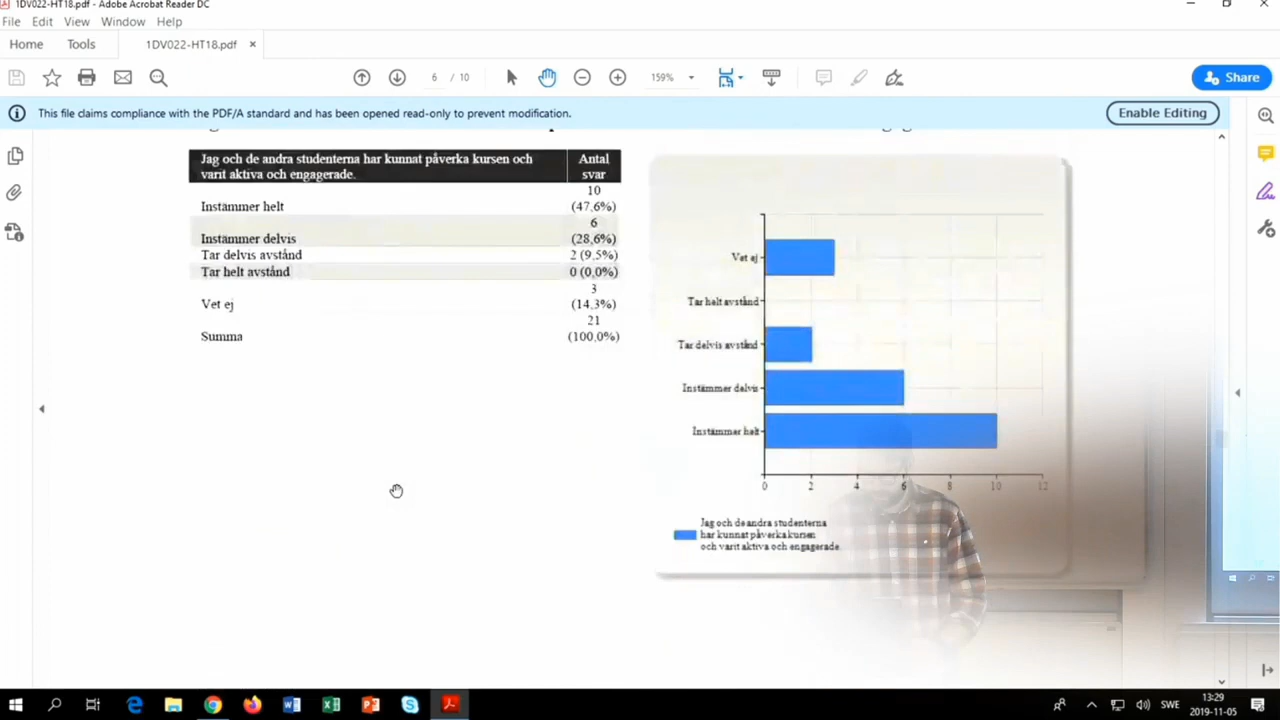 1DV022-HT18.pdf - Adobe Acrobat Reader DC
File Edit View Window Help
Home Tools 1DV022-HT18.pdf ×
6 / 10 159% Share
This file claims compliance with the PDF/A standard and has been opened read-only to prevent modification. Enable Editing
Jag och de andra studenterna har kunnat påverka kursen och Antal
varit aktiva och engagerade. svar
10
Instämmer helt (47,6%)
6
Instämmer delvis (28,6%)
Tar delvis avstånd 2 (9,5%)
Tar helt avstånd 0 (0,0%)
3
Vet ej (14,3%)
21
Summa (100,0%)
Vet ej
Tar helt avstånd
Tar delvis avstånd
Instämmer delvis
Instämmer helt
0 2 4 6 8 10 12
Jag och de andra studenterna
har kunnat påverka kursen
och varit aktiva och engagerade.
SWE
13:29
2019-11-05